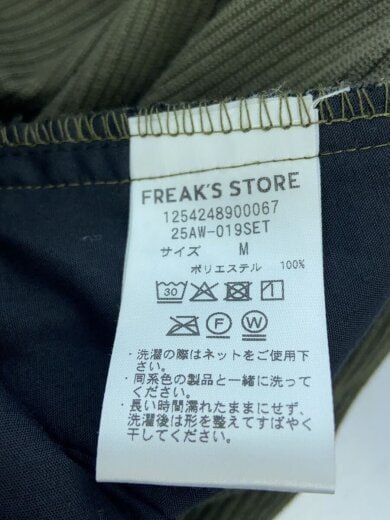 FREAK'S STORE
1254248900067
25AW-019SET
サイズ M
ポリエステル 100%
30
F W
・洗濯の際はネットをご使用下
さい。
・同系色の製品と一緒に洗って
ください。
・長い時間濡れたままにせず、
洗濯後は形を整えてすばやく
干してください。